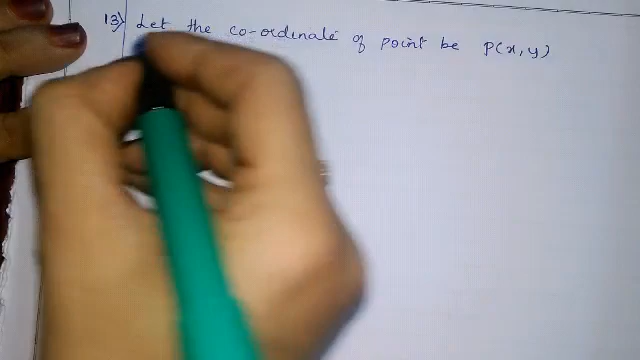 13) Let the co-ordinate of point be P(x, y)